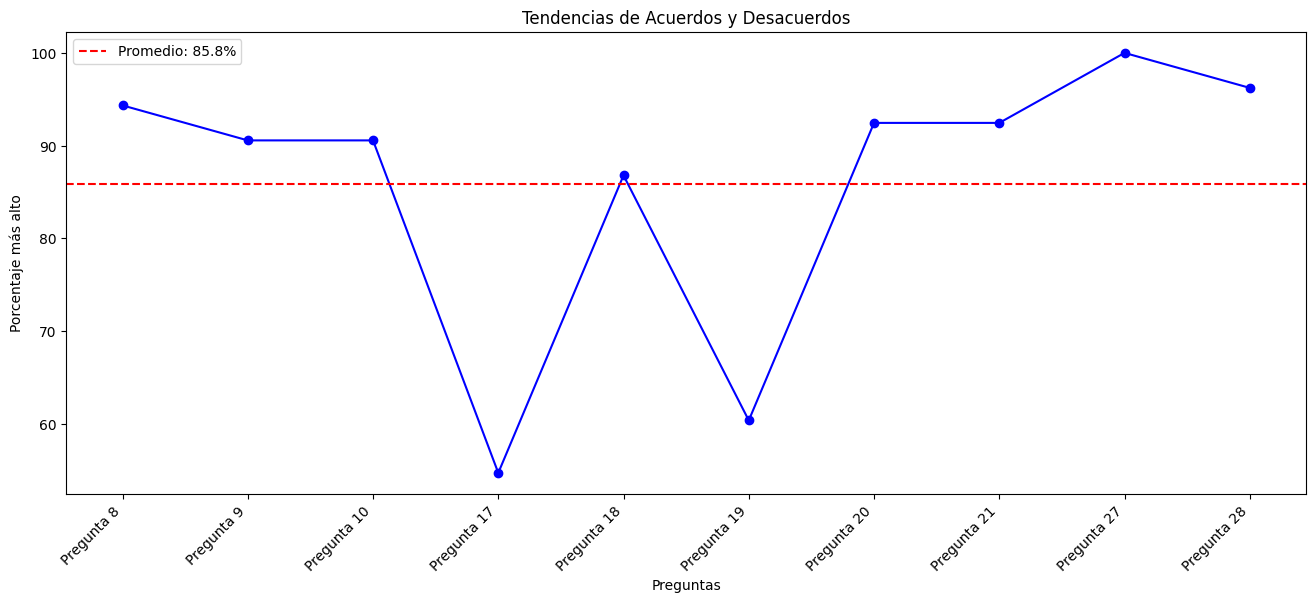 Tendencias de Acuerdos y Desacuerdos
Promedio: 85.8%
Porcentaje más alto
100
90
80
70
60
Pregunta 8
Pregunta 9
Pregunta 10
Pregunta 17
Pregunta 18
Pregunta 19
Pregunta 20
Pregunta 21
Pregunta 27
Pregunta 28
Preguntas